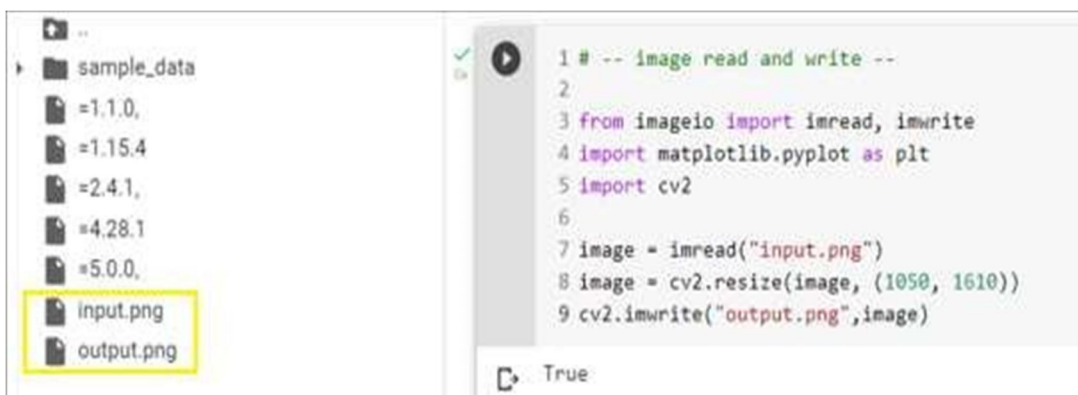 ..
sample_data
=1.1.0,
=1.15.4
=2.4.1,
=4.28.1
=5.0.0,
input.png
output.png
1 # -- image read and write --
2
3 from imageio import imread, imwrite
4 import matplotlib.pyplot as plt
5 import cv2
6
7 image = imread("input.png")
8 image = cv2.resize(image, (1050, 1610))
9 cv2.imwrite("output.png",image)
True